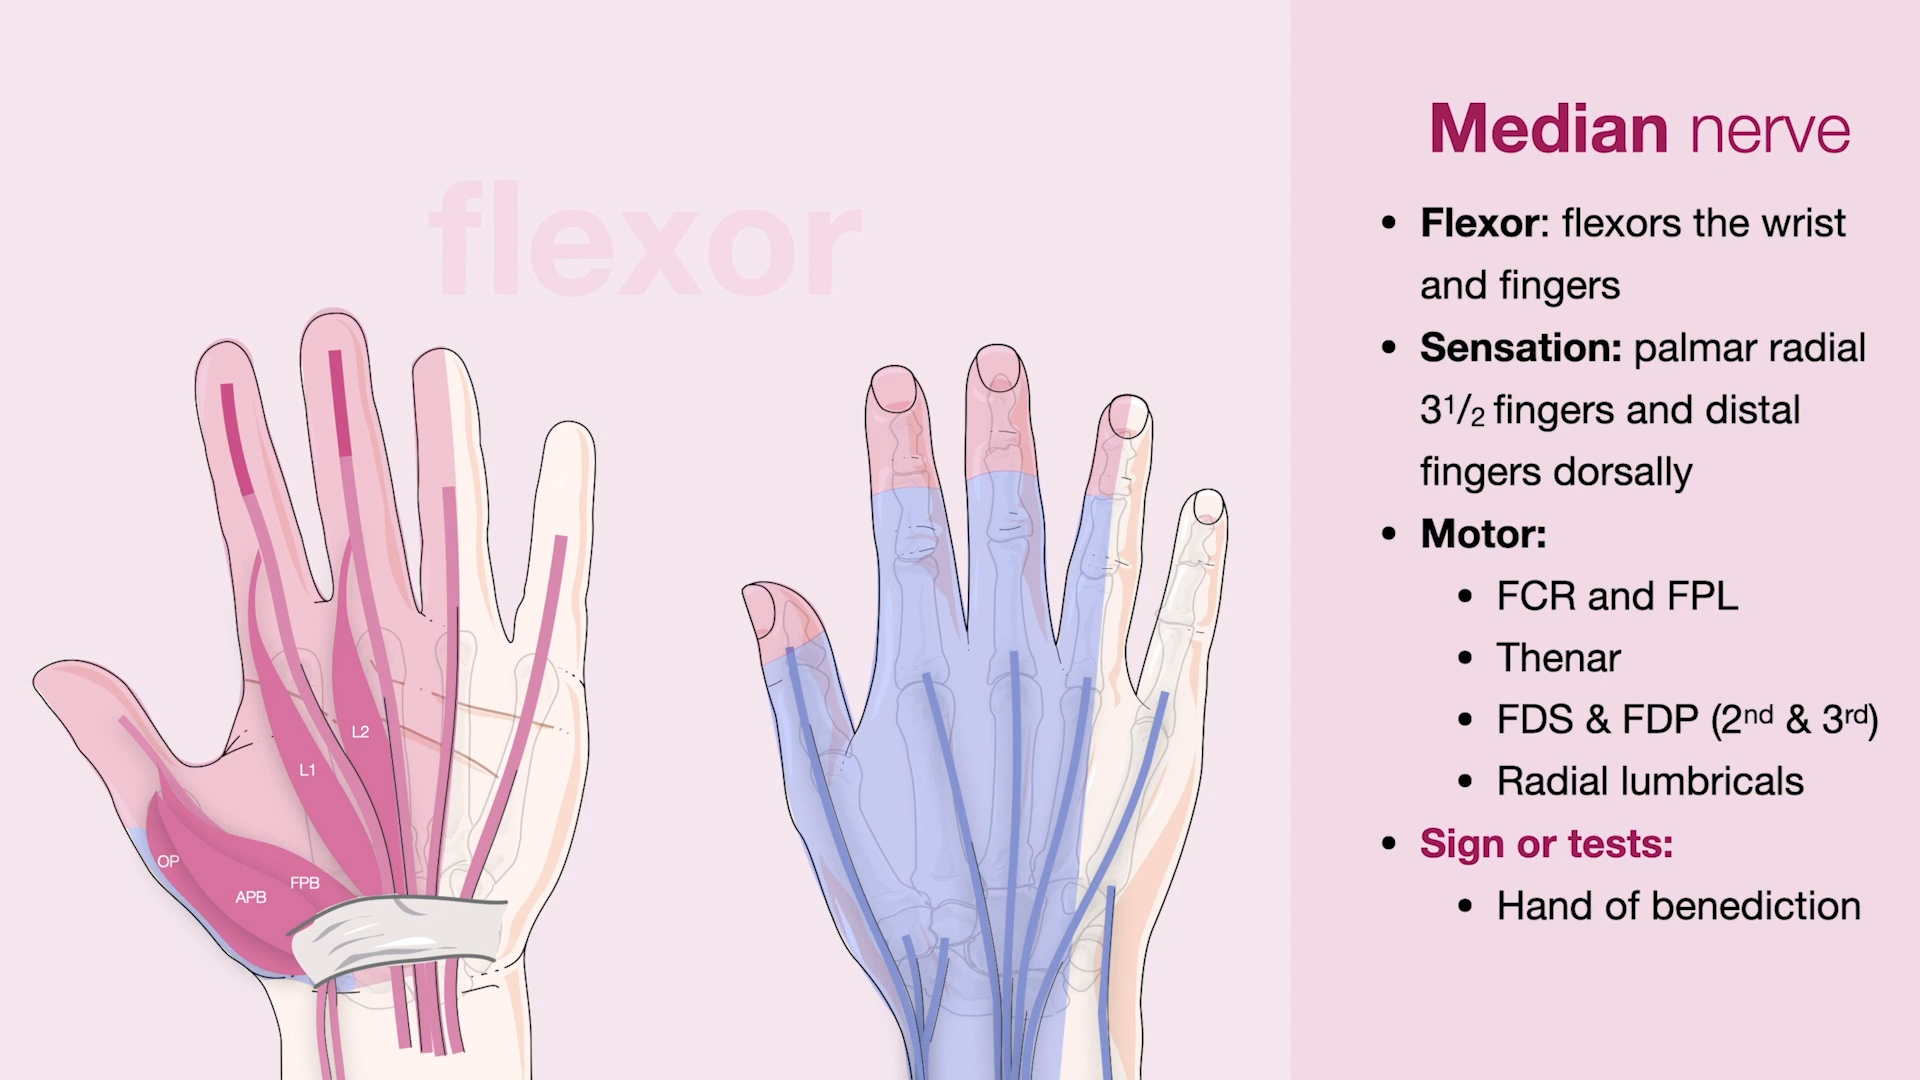 flexor
L2
L1
OP
FPB
APB
Median nerve
• Flexor: flexors the wrist
and fingers
• Sensation: palmar radial
3¹/₂ fingers and distal
fingers dorsally
• Motor:
• FCR and FPL
• Thenar
• FDS & FDP (2ⁿᵈ & 3ʳᵈ)
• Radial lumbricals
• Sign or tests:
• Hand of benediction